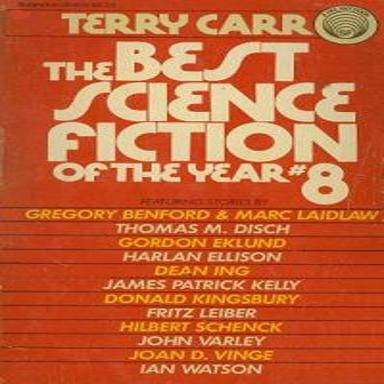 TERRY CARR
THE BEST
SCIENCE
FICTION
OF THE YEAR #8
FEATURING STORIES BY
GREGORY BENFORD & MARC LAIDLAW
THOMAS M. DISCH
GORDON EKLUND
HARLAN ELLISON
DEAN ING
JAMES PATRICK KELLY
DONALD KINGSBURY
FRITZ LEIBER
HILBERT SCHENCK
JOHN VARLEY
JOAN D. VINGE
IAN WATSON